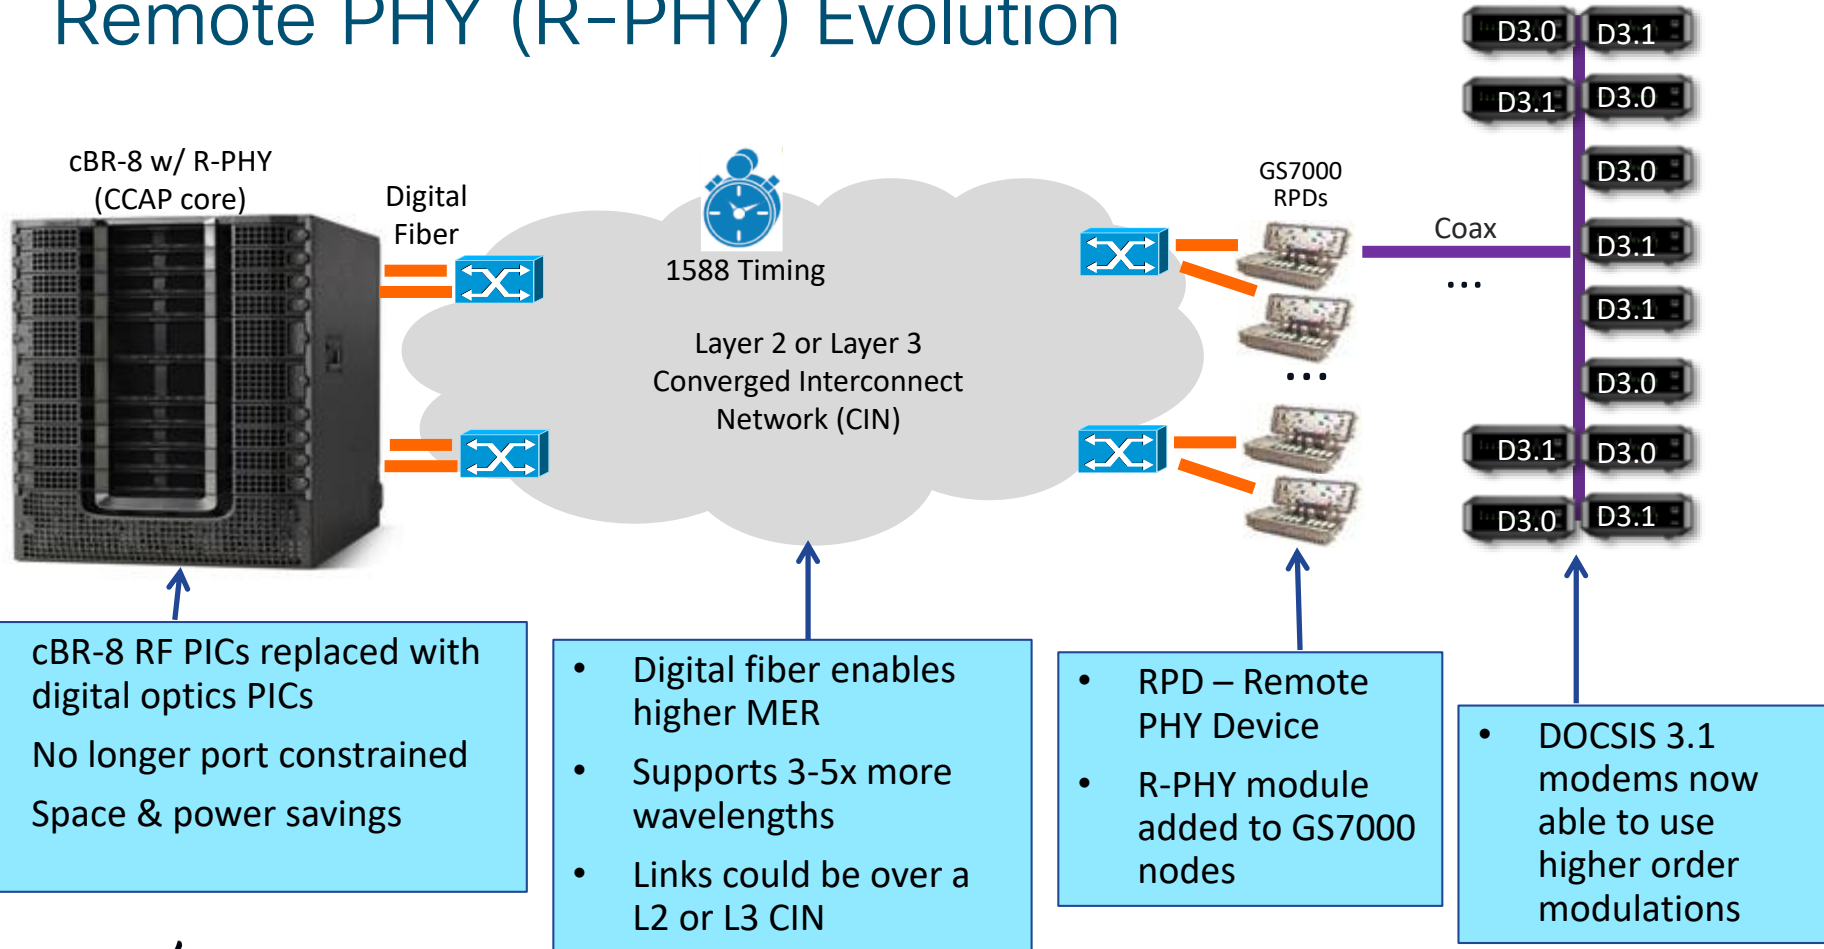 Remote PHY (R-PHY) Evolution
cBR-8 w/ R-PHY
(CCAP core)
Digital
Fiber
1588 Timing
Layer 2 or Layer 3
Converged Interconnect
Network (CIN)
GS7000
RPDs
...
Coax
...
D3.0 D3.1
D3.1 D3.0
D3.0
D3.1
D3.1
D3.0
D3.1 D3.0
D3.0 D3.1
cBR-8 RF PICs replaced with
digital optics PICs
No longer port constrained
Space & power savings
• Digital fiber enables
higher MER
• Supports 3-5x more
wavelengths
• Links could be over a
L2 or L3 CIN
• RPD – Remote
PHY Device
• R-PHY module
added to GS7000
nodes
• DOCSIS 3.1
modems now
able to use
higher order
modulations